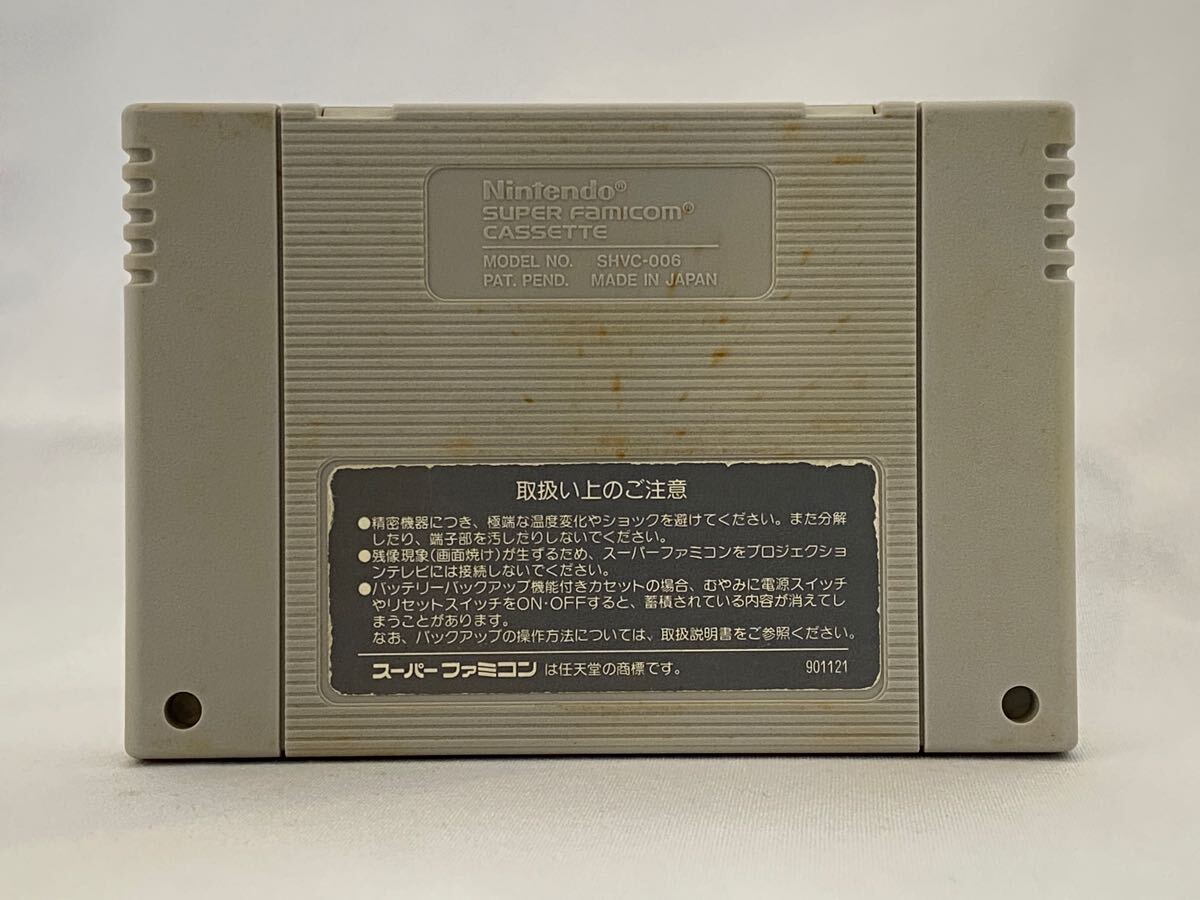 Nintendo®
SUPER FAMICOM®
CASSETTE
MODEL NO. SHVC-006
PAT. PEND. MADE IN JAPAN
取扱い上のご注意
●精密機器につき、極端な温度変化やショックを避けてください。また分解
したり、端子部を汚したりしないでください。
●残像現象(画面焼け)が生ずるため、スーパーファミコンをプロジェクショ
ンテレビには接続しないでください。
●バッテリーバックアップ機能付きカセットの場合、むやみに電源スイッチ
やリセットスイッチをON・OFFすると、蓄積されている内容が消えてし
まうことがあります。
なお、バックアップの操作方法については、取扱説明書をご参照ください。
スーパーファミコンは任天堂の商標です。 901121